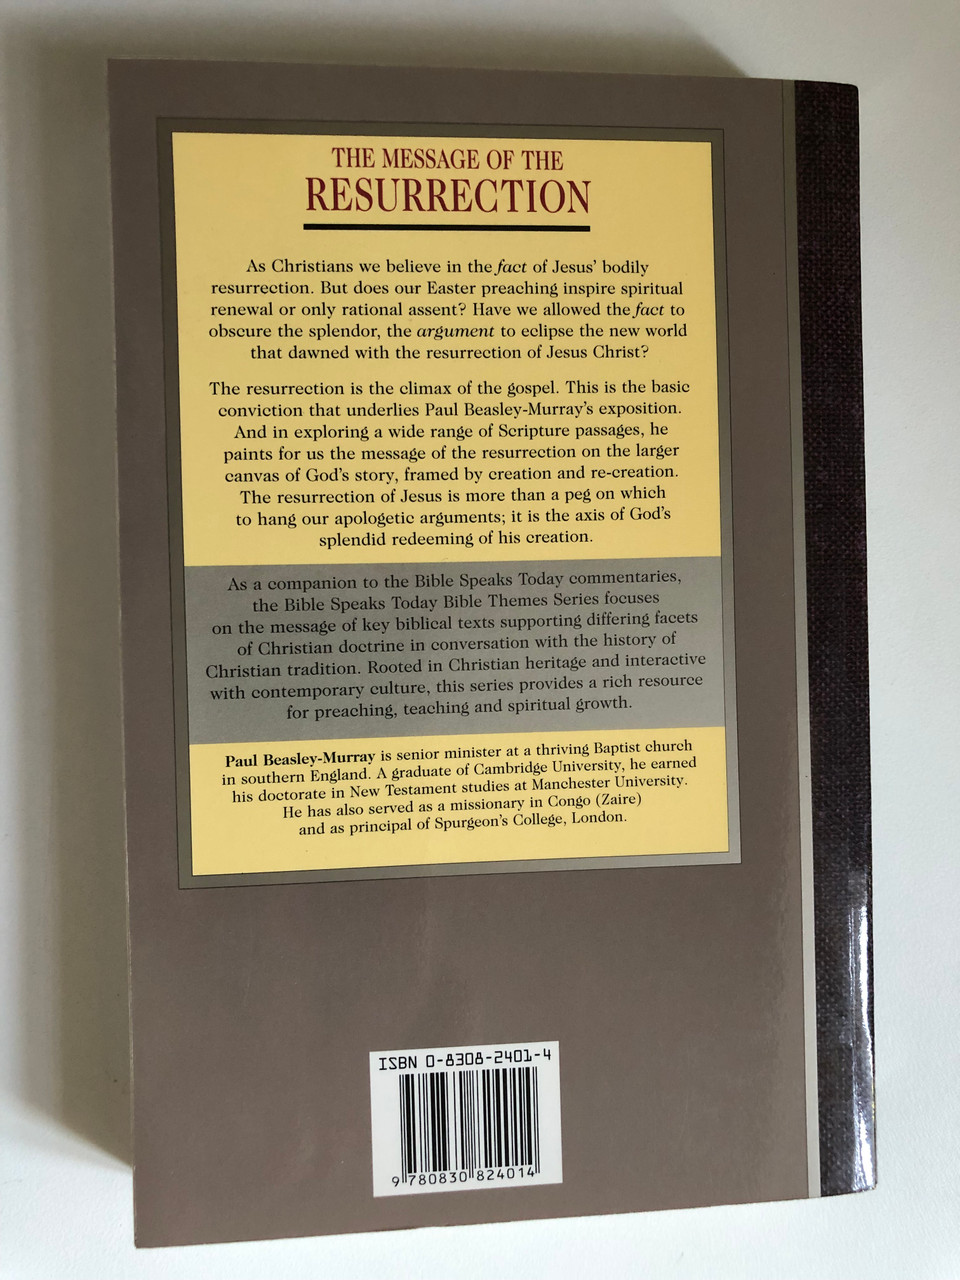 THE MESSAGE OF THE
RESURRECTION
As Christians we believe in the fact of Jesus' bodily
resurrection. But does our Easter preaching inspire spiritual
renewal or only rational assent? Have we allowed the fact to
obscure the splendor, the argument to eclipse the new world
that dawned with the resurrection of Jesus Christ?
The resurrection is the climax of the gospel. This is the basic
conviction that underlies Paul Beasley-Murray's exposition.
And in exploring a wide range of Scripture passages, he
paints for us the message of the resurrection on the larger
canvas of God's story, framed by creation and re-creation.
The resurrection of Jesus is more than a peg on which
to hang our apologetic arguments; it is the axis of God's
splendid redeeming of his creation.
As a companion to the Bible Speaks Today commentaries,
the Bible Speaks Today Bible Themes Series focuses
on the message of key biblical texts supporting differing facets
of Christian doctrine in conversation with the history of
Christian tradition. Rooted in Christian heritage and interactive
with contemporary culture, this series provides a rich resource
for preaching, teaching and spiritual growth.
Paul Beasley-Murray is senior minister at a thriving Baptist church
in southern England. A graduate of Cambridge University, he earned
his doctorate in New Testament studies at Manchester University.
He has also served as a missionary in Congo (Zaire)
and as principal of Spurgeon's College, London.
ISBN 0-8308-2401-4
9 780830 824014